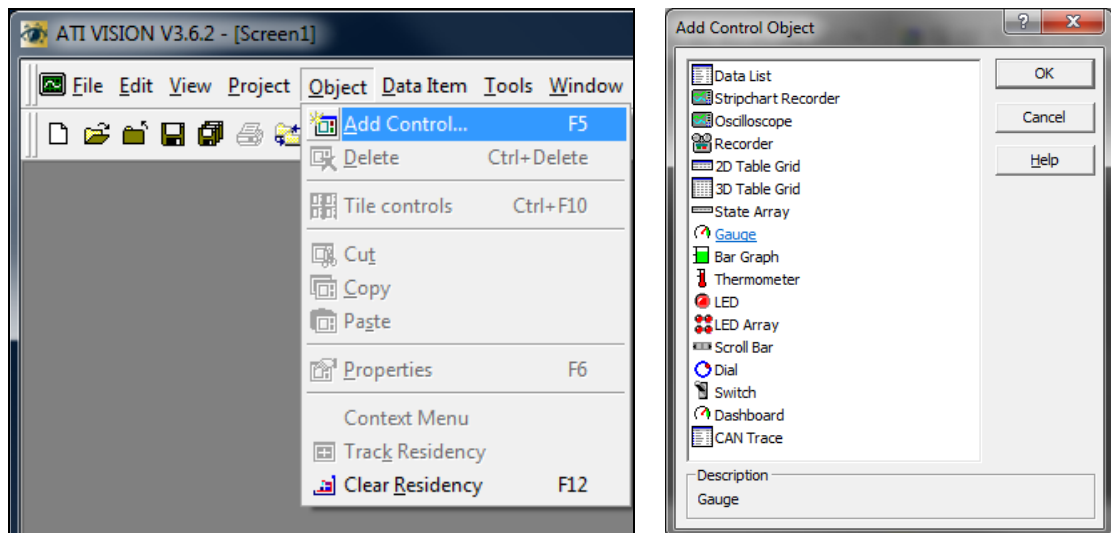 ATI VISION V3.6.2 - [Screen1]
File Edit View Project Object Data Item Tools Window
Add Control... F5
Delete Ctrl+Delete
Tile controls Ctrl+F10
Cut
Copy
Paste
Properties F6
Context Menu
Track Residency
Clear Residency F12
Add Control Object
Data List
Stripchart Recorder
Oscilloscope
Recorder
2D Table Grid
3D Table Grid
State Array
Gauge
Bar Graph
Thermometer
LED
LED Array
Scroll Bar
Dial
Switch
Dashboard
CAN Trace
OK
Cancel
Help
Description
Gauge